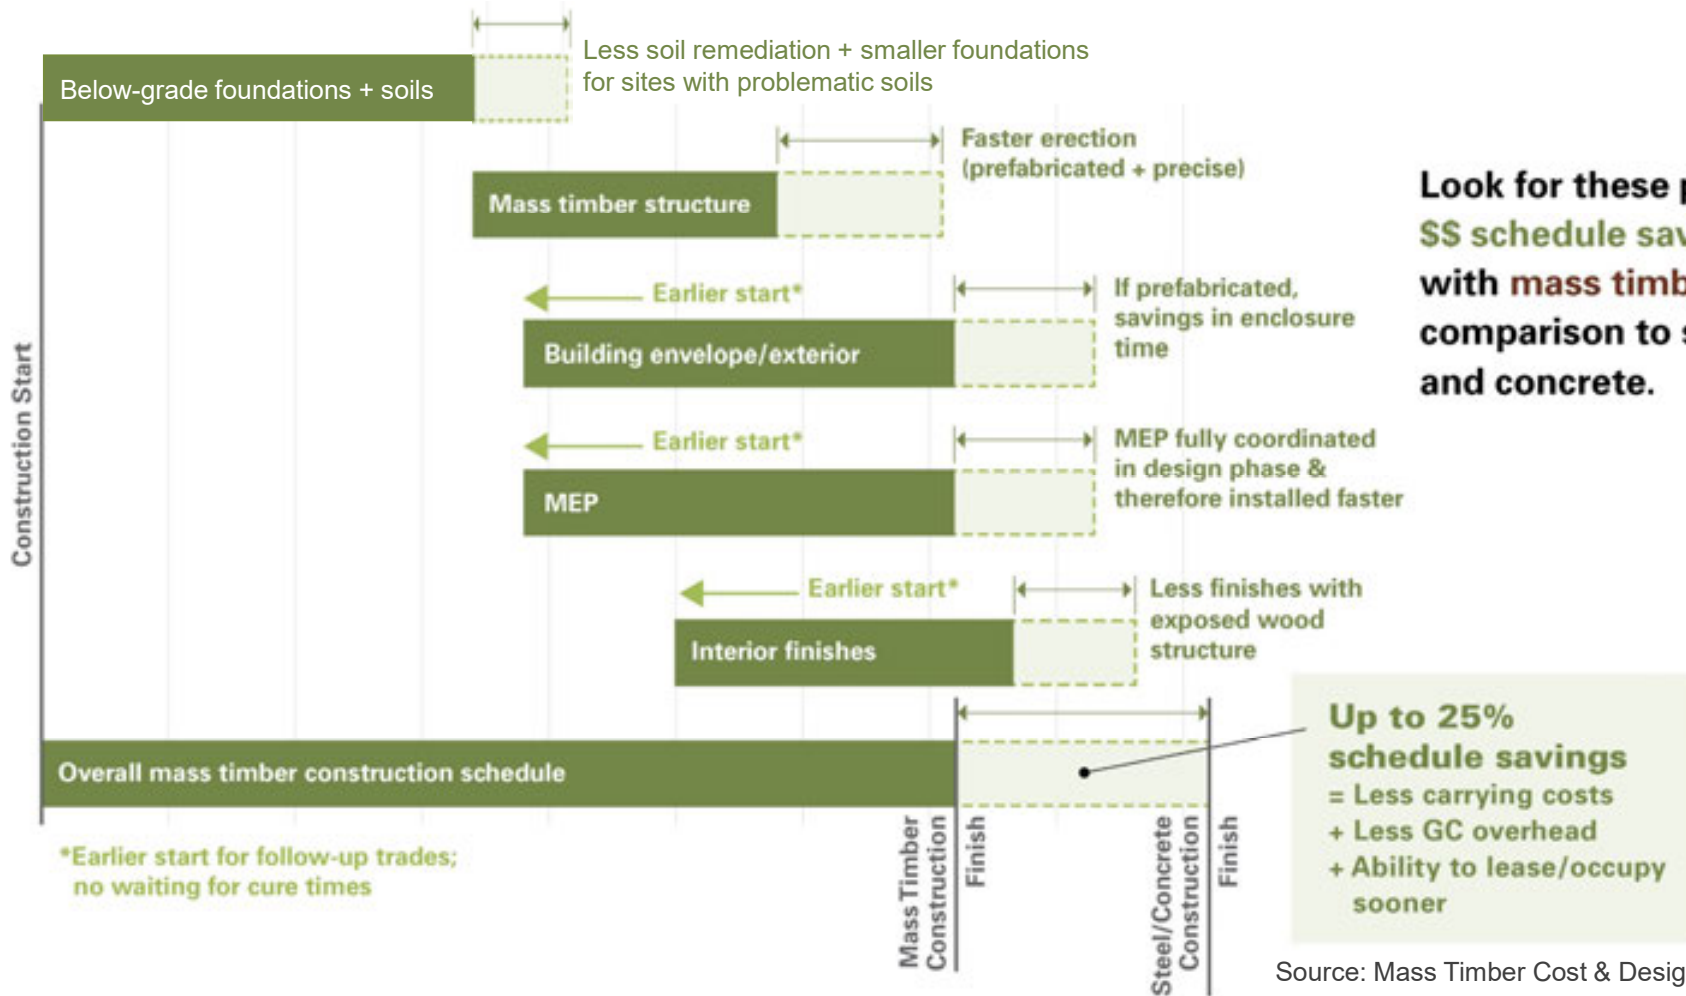 Less soil remediation + smaller foundations
for sites with problematic soils
Below-grade foundations + soils
Faster erection
(prefabricated + precise)
Mass timber structure
Look for these
$$ schedule
with mass
comparison to
and concrete.
Earlier start*
If prefabricated,
savings in enclosure
time
Building envelope/exterior
Construction Start
Earlier start*
MEP fully coordinated
in design phase &
therefore installed faster
MEP
Earlier start*
Less finishes with
exposed wood
structure
Interior finishes
Overall mass timber construction schedule
Up to 25%
schedule savings
= Less carrying costs
+ Less GC overhead
+ Ability to lease/occupy
sooner
*Earlier start for follow-up trades;
no waiting for cure times
Mass Timber
Construction
Finish
Steel/Concrete
Construction
Finish
Source: Mass Timber Cost &